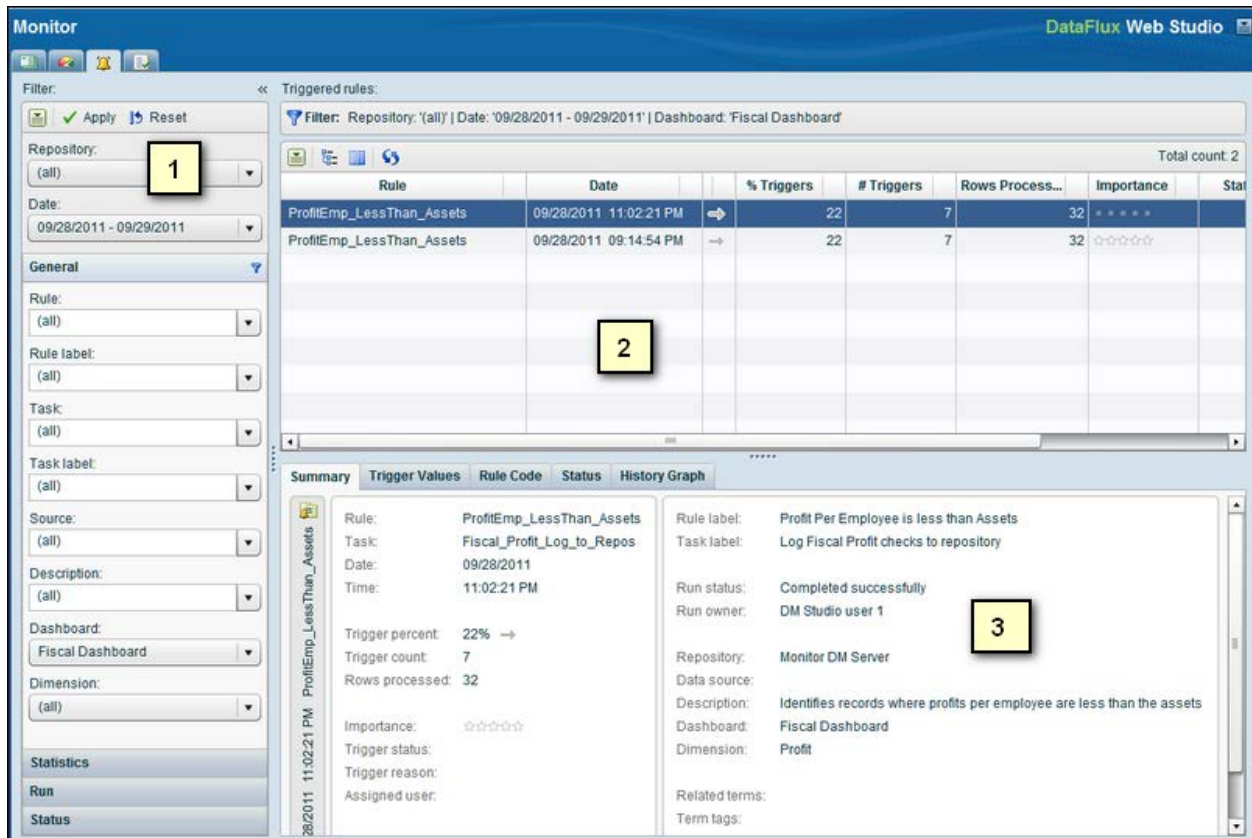 Monitor
DataFlux Web Studio
Filter:
«
Apply Reset
Repository:
(all)
1
Date:
09/28/2011 - 09/29/2011
General
Rule:
(all)
Rule label:
(all)
Task:
(all)
Task label:
(all)
Source:
(all)
Description:
(all)
Dashboard:
Fiscal Dashboard
Dimension:
(all)
Statistics
Run
Status
Triggered rules:
Filter: Repository: '(all)' | Date: '09/28/2011 - 09/29/2011' | Dashboard: 'Fiscal Dashboard'
Total count: 2
Rule Date % Triggers # Triggers Rows Process... Importance Stat
ProfitEmp_LessThan_Assets 09/28/2011 11:02:21 PM 22 7 32
ProfitEmp_LessThan_Assets 09/28/2011 09:14:54 PM 22 7 32
2
Summary Trigger Values Rule Code Status History Graph
28/2011 11:02:21 PM ProfitEmp_LessThan_Assets
Rule: ProfitEmp_LessThan_Assets
Task: Fiscal_Profit_Log_to_Repos
Date: 09/28/2011
Time: 11:02:21 PM
Trigger percent: 22%
Trigger count: 7
Rows processed: 32
Importance:
Trigger status:
Trigger reason:
Assigned user:
Rule label: Profit Per Employee is less than Assets
Task label: Log Fiscal Profit checks to repository
Run status: Completed successfully
Run owner: DM Studio user 1
3
Repository: Monitor DM Server
Data source:
Description: Identifies records where profits per employee are less than the assets
Dashboard: Fiscal Dashboard
Dimension: Profit
Related terms:
Term tags: